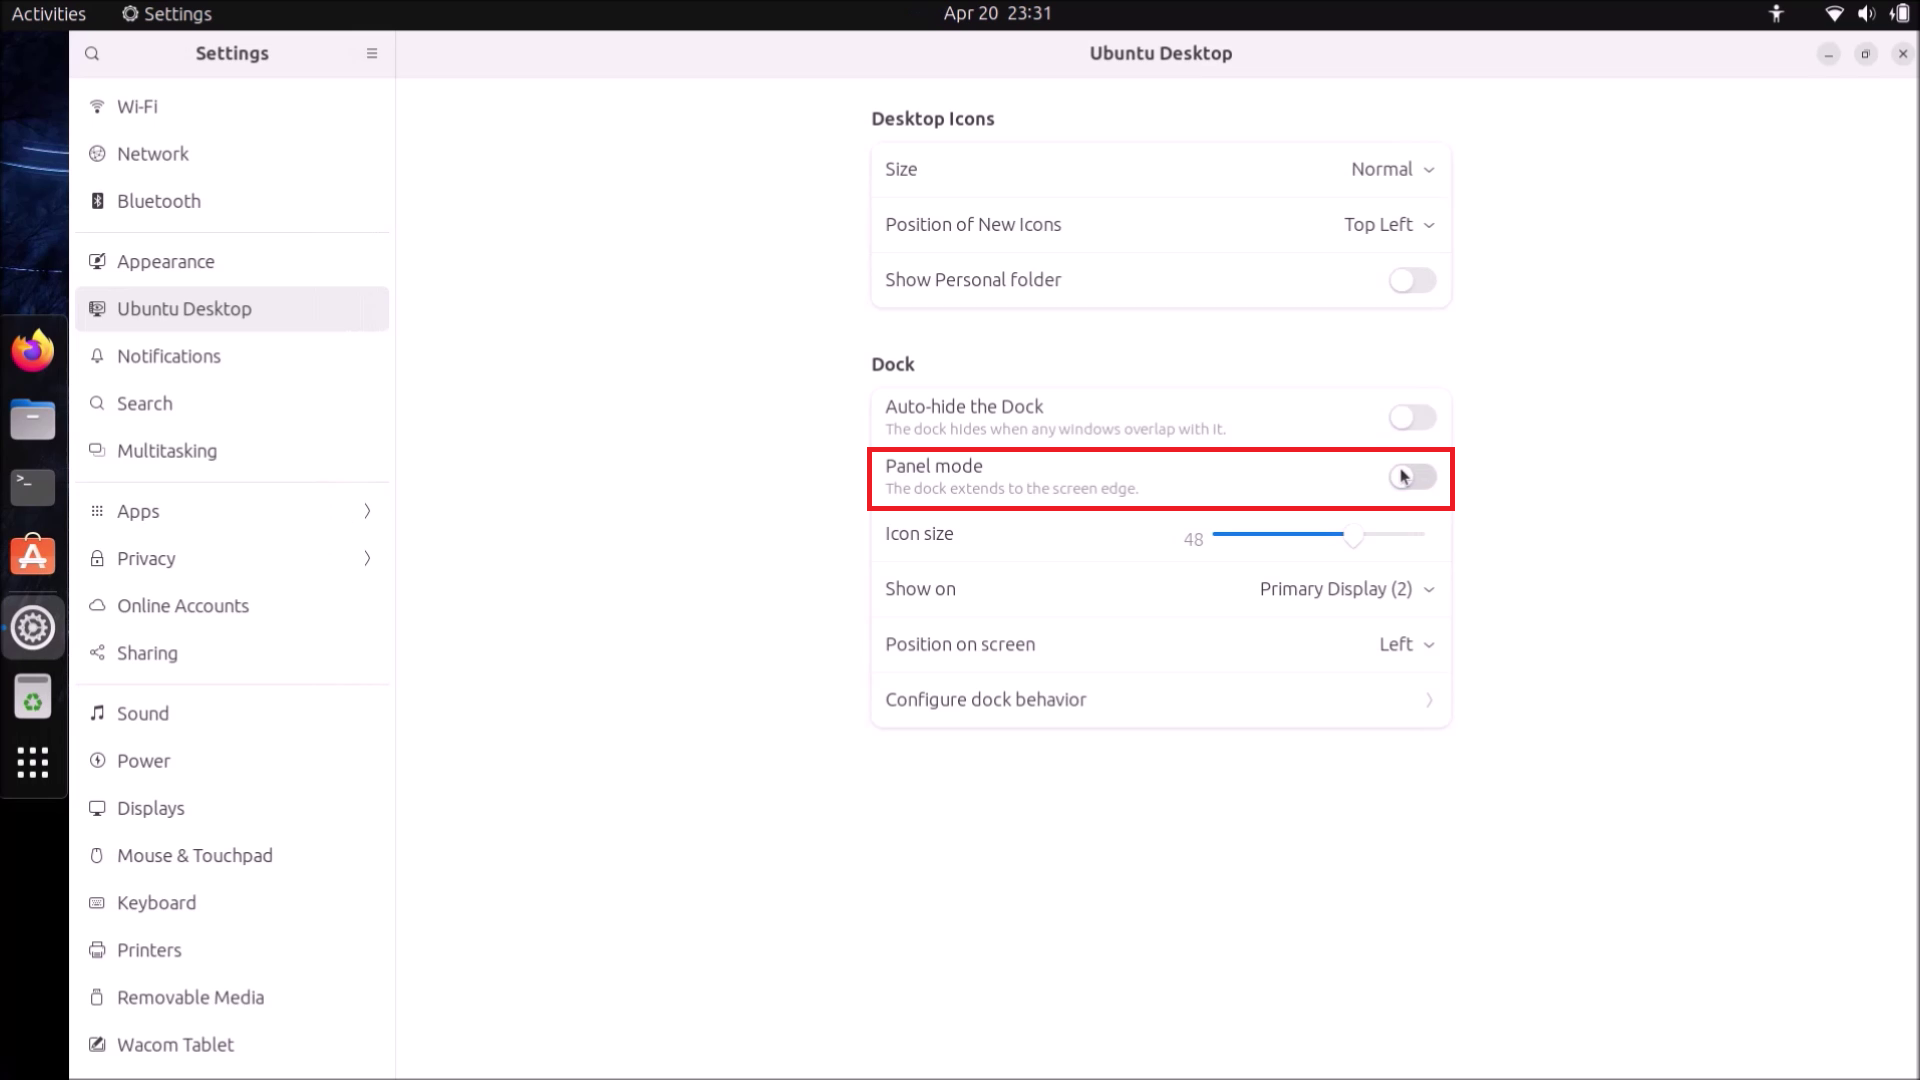 Activities
Settings
Apr 20 23:31
Settings
Ubuntu Desktop
Wi-Fi
Network
Bluetooth
Appearance
Ubuntu Desktop
Notifications
Search
Multitasking
Apps
Privacy
Online Accounts
Sharing
Sound
Power
Displays
Mouse & Touchpad
Keyboard
Printers
Removable Media
Wacom Tablet
Desktop Icons
Size Normal
Position of New Icons Top Left
Show Personal folder
Dock
Auto-hide the Dock
The dock hides when any windows overlap with it.
Panel mode
The dock extends to the screen edge.
Icon size 48
Show on Primary Display (2)
Position on screen Left
Configure dock behavior